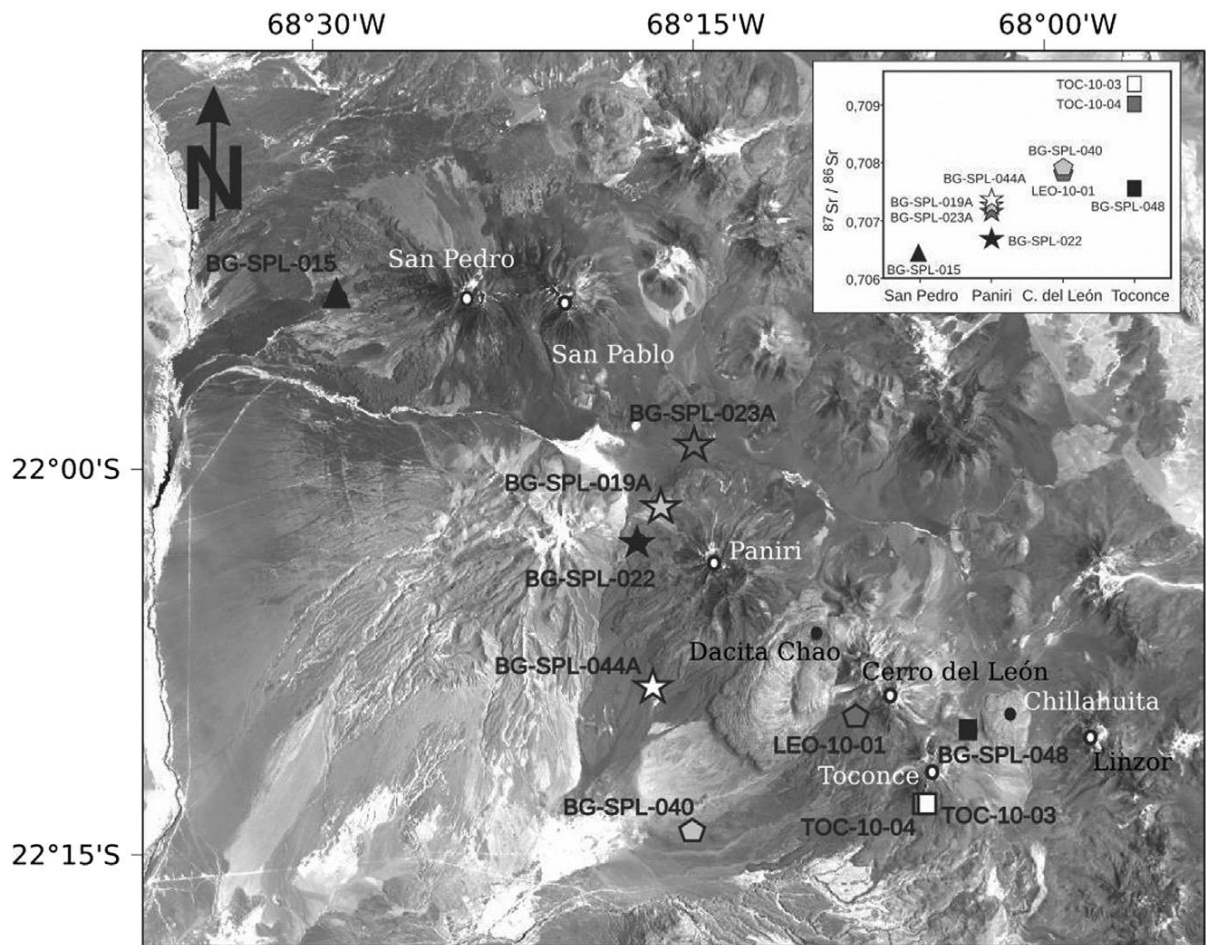 68°30'W 68°15'W 68°00'W
22°00'S
22°15'S
N
0,709
0,708
0,707
0,706
87Sr / 86Sr
TOC-10-03
TOC-10-04
BG-SPL-040
BG-SPL-044A
LEO-10-01
BG-SPL-019A
BG-SPL-048
BG-SPL-023A
BG-SPL-022
BG-SPL-015
San Pedro Paniri C. del León Toconce
San Pedro
BG-SPL-015
San Pablo
BG-SPL-023A
BG-SPL-019A
Paniri
BG-SPL-022
Dacita Chao
BG-SPL-044A
Cerro del León
Chillahuita
LEO-10-01
BG-SPL-048
Linzor
Toconce
BG-SPL-040
TOC-10-04
TOC-10-03